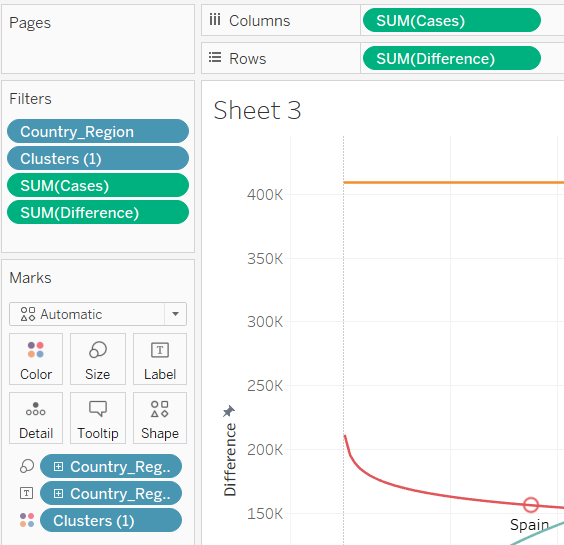 Pages
Columns
SUM(Cases)
Rows
SUM(Difference)
Filters
Country_Region
Clusters (1)
SUM(Cases)
SUM(Difference)
Marks
Automatic
Color
Size
Label
Detail
Tooltip
Shape
Country_Reg..
Country_Reg..
Clusters (1)
Sheet 3
400K
350K
300K
250K
200K
150K
Difference
Spain